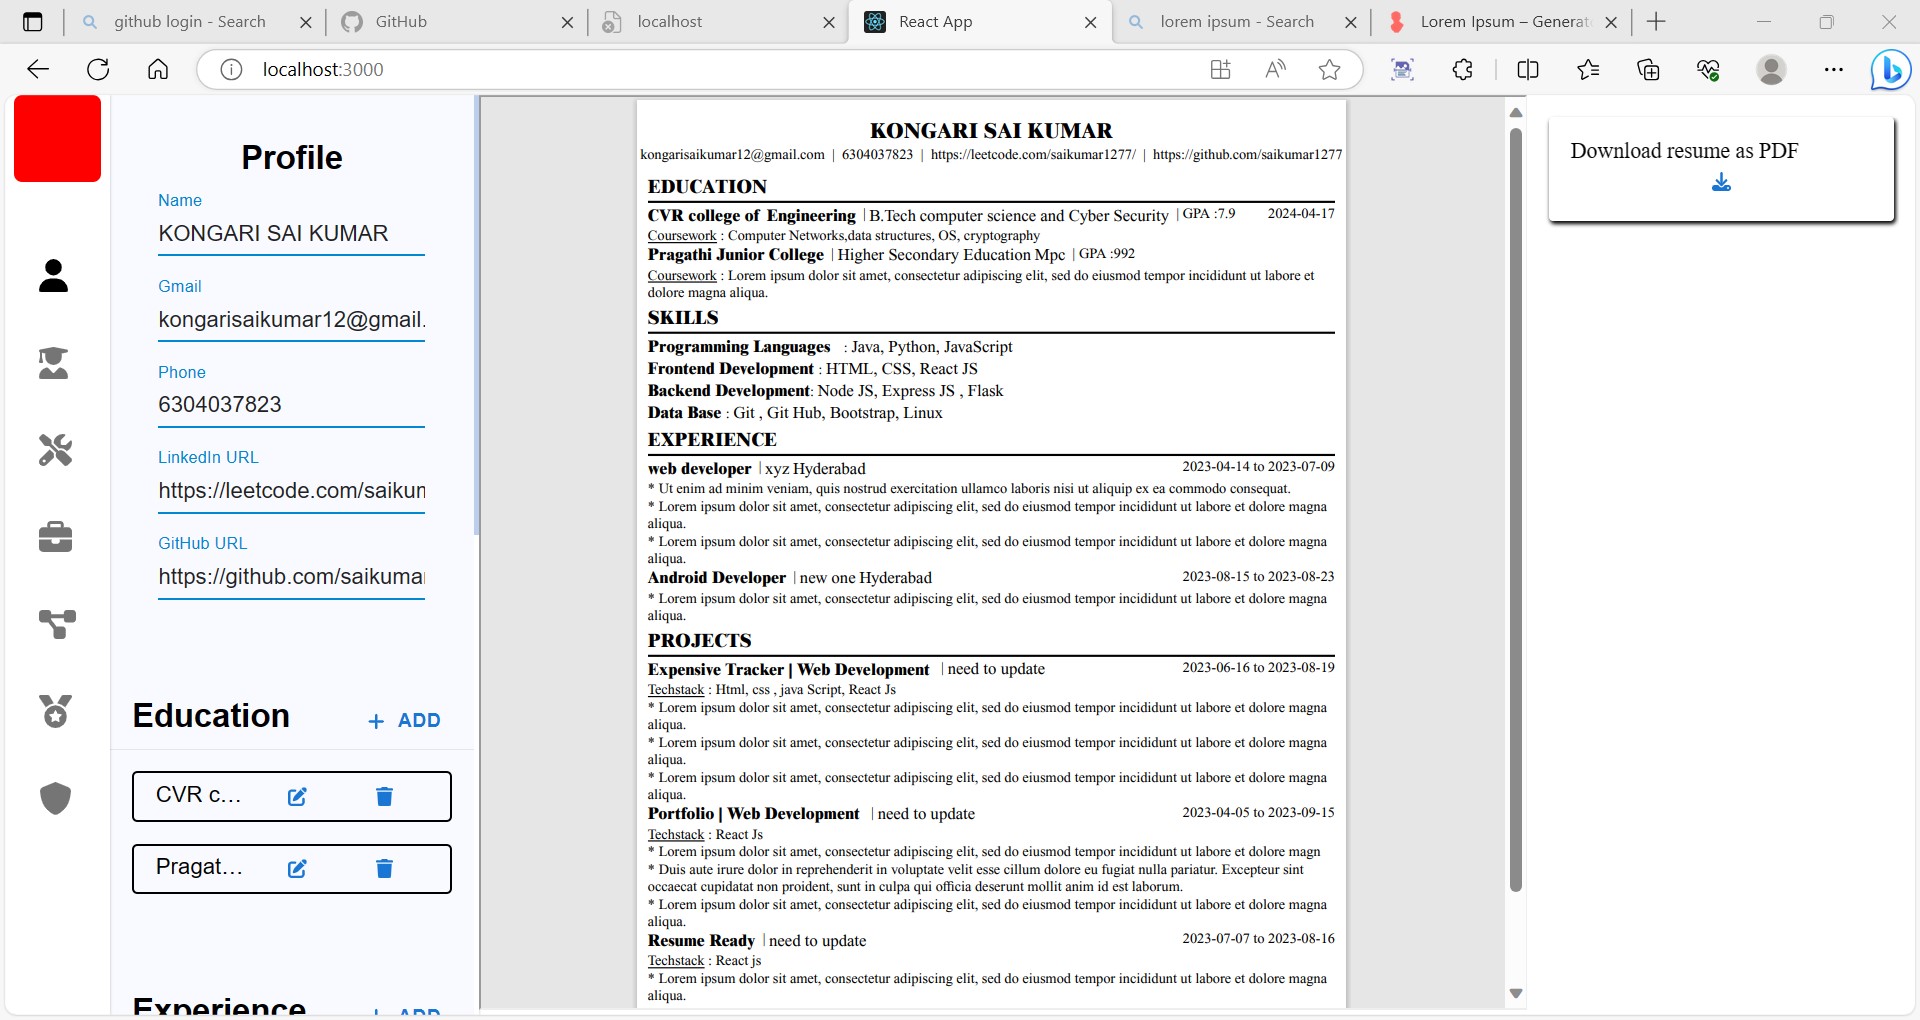 github login - Search
GitHub
localhost
React App
lorem ipsum - Search
Lorem Ipsum – Generat
localhost:3000
Profile
Name
KONGARI SAI KUMAR
Gmail
kongarisaikumar12@gmail.
Phone
6304037823
LinkedIn URL
https://leetcode.com/saikun
GitHub URL
https://github.com/saikumai
Education
+ ADD
CVR c...
Pragat...
Experience
+ ADD
KONGARI SAI KUMAR
kongarisaikumar12@gmail.com | 6304037823 | https://leetcode.com/saikumar1277/ | https://github.com/saikumar1277
EDUCATION
CVR college of Engineering | B.Tech computer science and Cyber Security | GPA :7.9 2024-04-17
Coursework : Computer Networks,data structures, OS, cryptography
Pragathi Junior College | Higher Secondary Education Mpc | GPA :992
Coursework : Lorem ipsum dolor sit amet, consectetur adipiscing elit, sed do eiusmod tempor incididunt ut labore et
dolore magna aliqua.
SKILLS
Programming Languages : Java, Python, JavaScript
Frontend Development : HTML, CSS, React JS
Backend Development: Node JS, Express JS , Flask
Data Base : Git , Git Hub, Bootstrap, Linux
EXPERIENCE
web developer | xyz Hyderabad 2023-04-14 to 2023-07-09
* Ut enim ad minim veniam, quis nostrud exercitation ullamco laboris nisi ut aliquip ex ea commodo consequat.
* Lorem ipsum dolor sit amet, consectetur adipiscing elit, sed do eiusmod tempor incididunt ut labore et dolore magna
aliqua.
* Lorem ipsum dolor sit amet, consectetur adipiscing elit, sed do eiusmod tempor incididunt ut labore et dolore magna
aliqua.
Android Developer | new one Hyderabad 2023-08-15 to 2023-08-23
* Lorem ipsum dolor sit amet, consectetur adipiscing elit, sed do eiusmod tempor incididunt ut labore et dolore magna
aliqua.
PROJECTS
Expensive Tracker | Web Development | need to update 2023-06-16 to 2023-08-19
Techstack : Html, css , java Script, React Js
* Lorem ipsum dolor sit amet, consectetur adipiscing elit, sed do eiusmod tempor incididunt ut labore et dolore magna
aliqua.
* Lorem ipsum dolor sit amet, consectetur adipiscing elit, sed do eiusmod tempor incididunt ut labore et dolore magna
aliqua.
* Lorem ipsum dolor sit amet, consectetur adipiscing elit, sed do eiusmod tempor incididunt ut labore et dolore magna
aliqua.
Portfolio | Web Development | need to update 2023-04-05 to 2023-09-15
Techstack : React Js
* Lorem ipsum dolor sit amet, consectetur adipiscing elit, sed do eiusmod tempor incididunt ut labore et dolore magn
* Duis aute irure dolor in reprehenderit in voluptate velit esse cillum dolore eu fugiat nulla pariatur. Excepteur sint
occaecat cupidatat non proident, sunt in culpa qui officia deserunt mollit anim id est laborum.
* Lorem ipsum dolor sit amet, consectetur adipiscing elit, sed do eiusmod tempor incididunt ut labore et dolore magna
aliqua.
Resume Ready | need to update 2023-07-07 to 2023-08-16
Techstack : React js
* Lorem ipsum dolor sit amet, consectetur adipiscing elit, sed do eiusmod tempor incididunt ut labore et dolore magna
aliqua.
Download resume as PDF